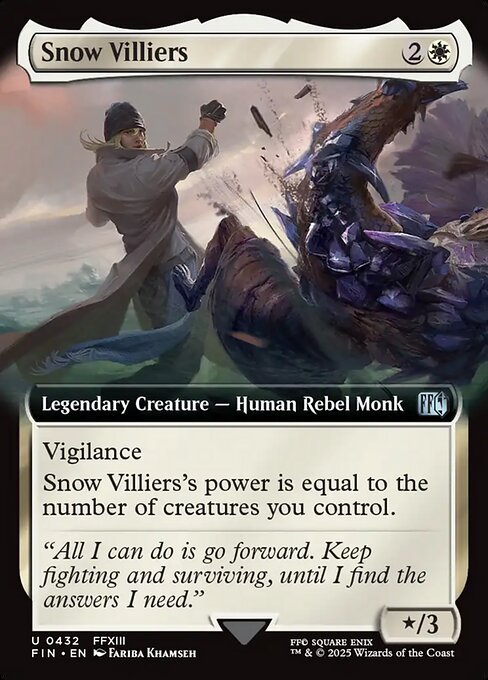 Snow Villiers 2
Legendary Creature — Human Rebel Monk
Vigilance
Snow Villiers's power is equal to the
number of creatures you control.
“All I can do is go forward. Keep
fighting and surviving, until I find the
answers I need.”
★/3
U 0432 FFXIII
FIN • EN Fariba Khamseh
FF© SQUARE ENIX
™ & © 2025 Wizards of the Coast